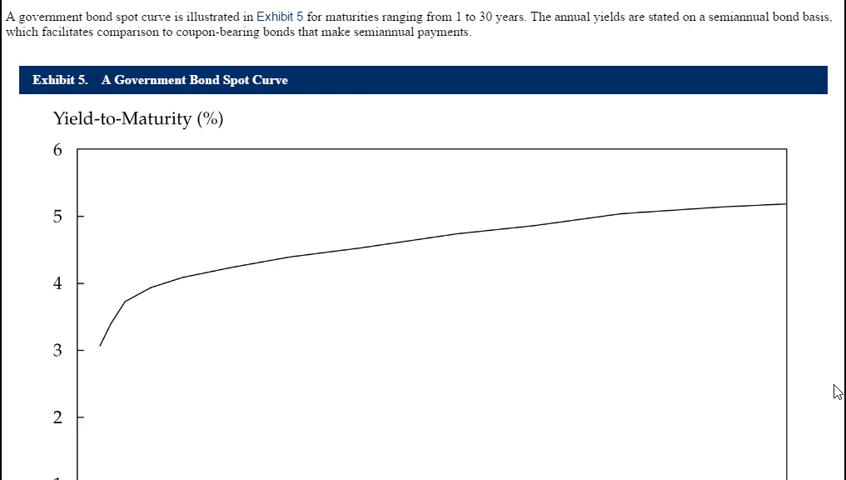 A government bond spot curve is illustrated in Exhibit 5 for maturities ranging from 1 to 30 years. The annual yields are stated on a semiannual bond basis,
which facilitates comparison to coupon-bearing bonds that make semiannual payments.
Exhibit 5. A Government Bond Spot Curve
Yield-to-Maturity (%)
6
5
4
3
2